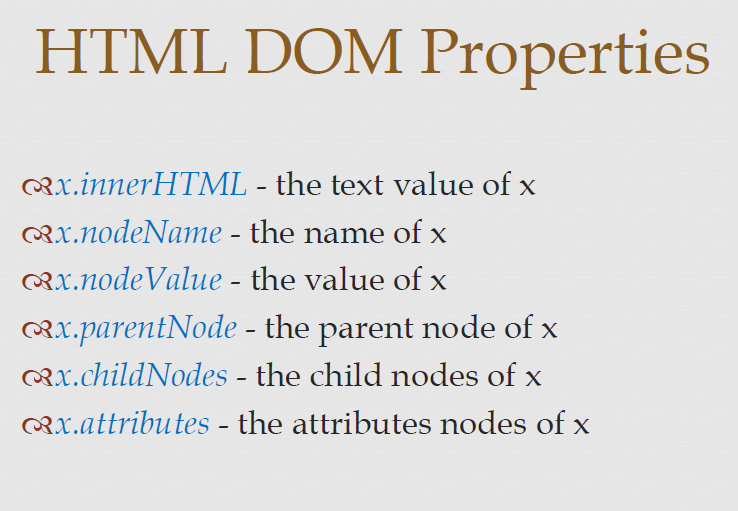 HTML DOM Properties
x.innerHTML - the text value of x
x.nodeName - the name of x
x.nodeValue - the value of x
x.parentNode - the parent node of x
x.childNodes - the child nodes of x
x.attributes - the attributes nodes of x